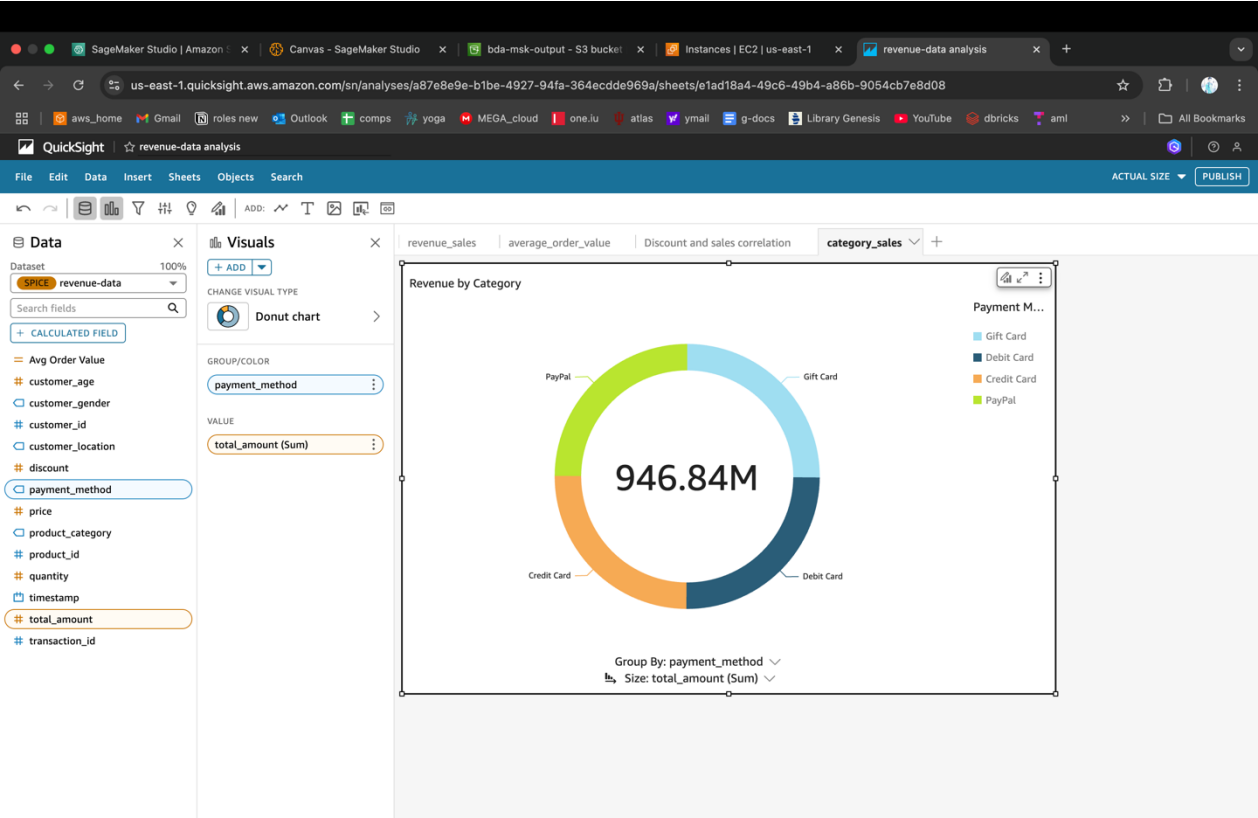 SageMaker Studio | Amazon S
Canvas - SageMaker Studio
bda-msk-output - S3 bucket
Instances | EC2 | us-east-1
revenue-data analysis
us-east-1.quicksight.aws.amazon.com/sn/analyses/a87e8e9e-b1be-4927-94fa-364ecdde969a/sheets/e1ad18a4-49c6-49b4-a86b-9054cb7e8d08
aws_home
Gmail
roles new
Outlook
comps
yoga
MEGA_cloud
one.iu
atlas
ymail
g-docs
Library Genesis
YouTube
dbricks
aml
»
All Bookmarks
QuickSight
revenue-data analysis
File
Edit
Data
Insert
Sheets
Objects
Search
ACTUAL SIZE
PUBLISH
ADD:
Data
Dataset
100%
SPICE revenue-data
Search fields
+ CALCULATED FIELD
Avg Order Value
customer_age
customer_gender
customer_id
customer_location
discount
payment_method
price
product_category
product_id
quantity
timestamp
total_amount
transaction_id
Visuals
+ ADD
CHANGE VISUAL TYPE
Donut chart
GROUP/COLOR
payment_method
VALUE
total_amount (Sum)
revenue_sales
average_order_value
Discount and sales correlation
category_sales
Revenue by Category
Payment M...
Gift Card
Debit Card
Credit Card
PayPal
PayPal
Gift Card
946.84M
Credit Card
Debit Card
Group By: payment_method
Size: total_amount (Sum)